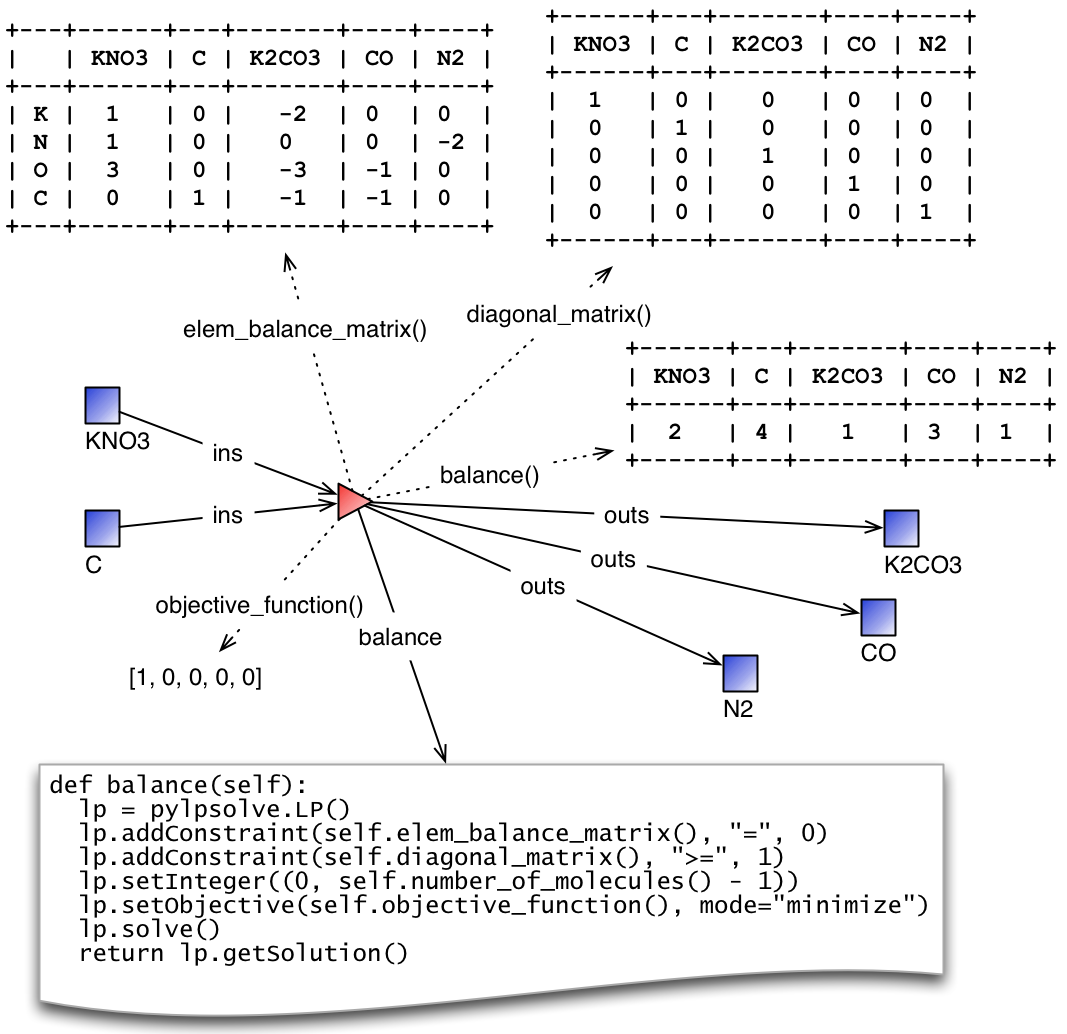 +---+-------+---+-------+----+----+
|   | KNO3 | C | K2CO3 | CO | N2 |
+---+-------+---+-------+----+----+
| K | 1 | 0 | -2 | 0 | 0 |
| N | 1 | 0 | 0 | 0 | -2 |
| O | 3 | 0 | -3 | -1 | 0 |
| C | 0 | 1 | -1 | -1 | 0 |
+---+-------+---+-------+----+----+
+-------+---+-------+----+----+
| KNO3 | C | K2CO3 | CO | N2 |
+-------+---+-------+----+----+
| 1 | 0 | 0 | 0 | 0 |
| 0 | 1 | 0 | 0 | 0 |
| 0 | 0 | 1 | 0 | 0 |
| 0 | 0 | 0 | 1 | 0 |
| 0 | 0 | 0 | 0 | 1 |
+-------+---+-------+----+----+
elem_balance_matrix()
diagonal_matrix()
+-------+---+-------+----+----+
| KNO3 | C | K2CO3 | CO | N2 |
+-------+---+-------+----+----+
| 2 | 4 | 1 | 3 | 1 |
+-------+---+-------+----+----+
KNO3
ins
balance()
ins
outs
C
outs
K2CO3
outs
objective_function()
balance
CO
[1, 0, 0, 0, 0]
N2
def balance(self):
  lp = pylpsolve.LP()
  lp.addConstraint(self.elem_balance_matrix(), "=", 0)
  lp.addConstraint(self.diagonal_matrix(), ">=", 1)
  lp.setInteger((0, self.number_of_molecules() - 1))
  lp.setObjective(self.objective_function(), mode="minimize")
  lp.solve()
  return lp.getSolution()